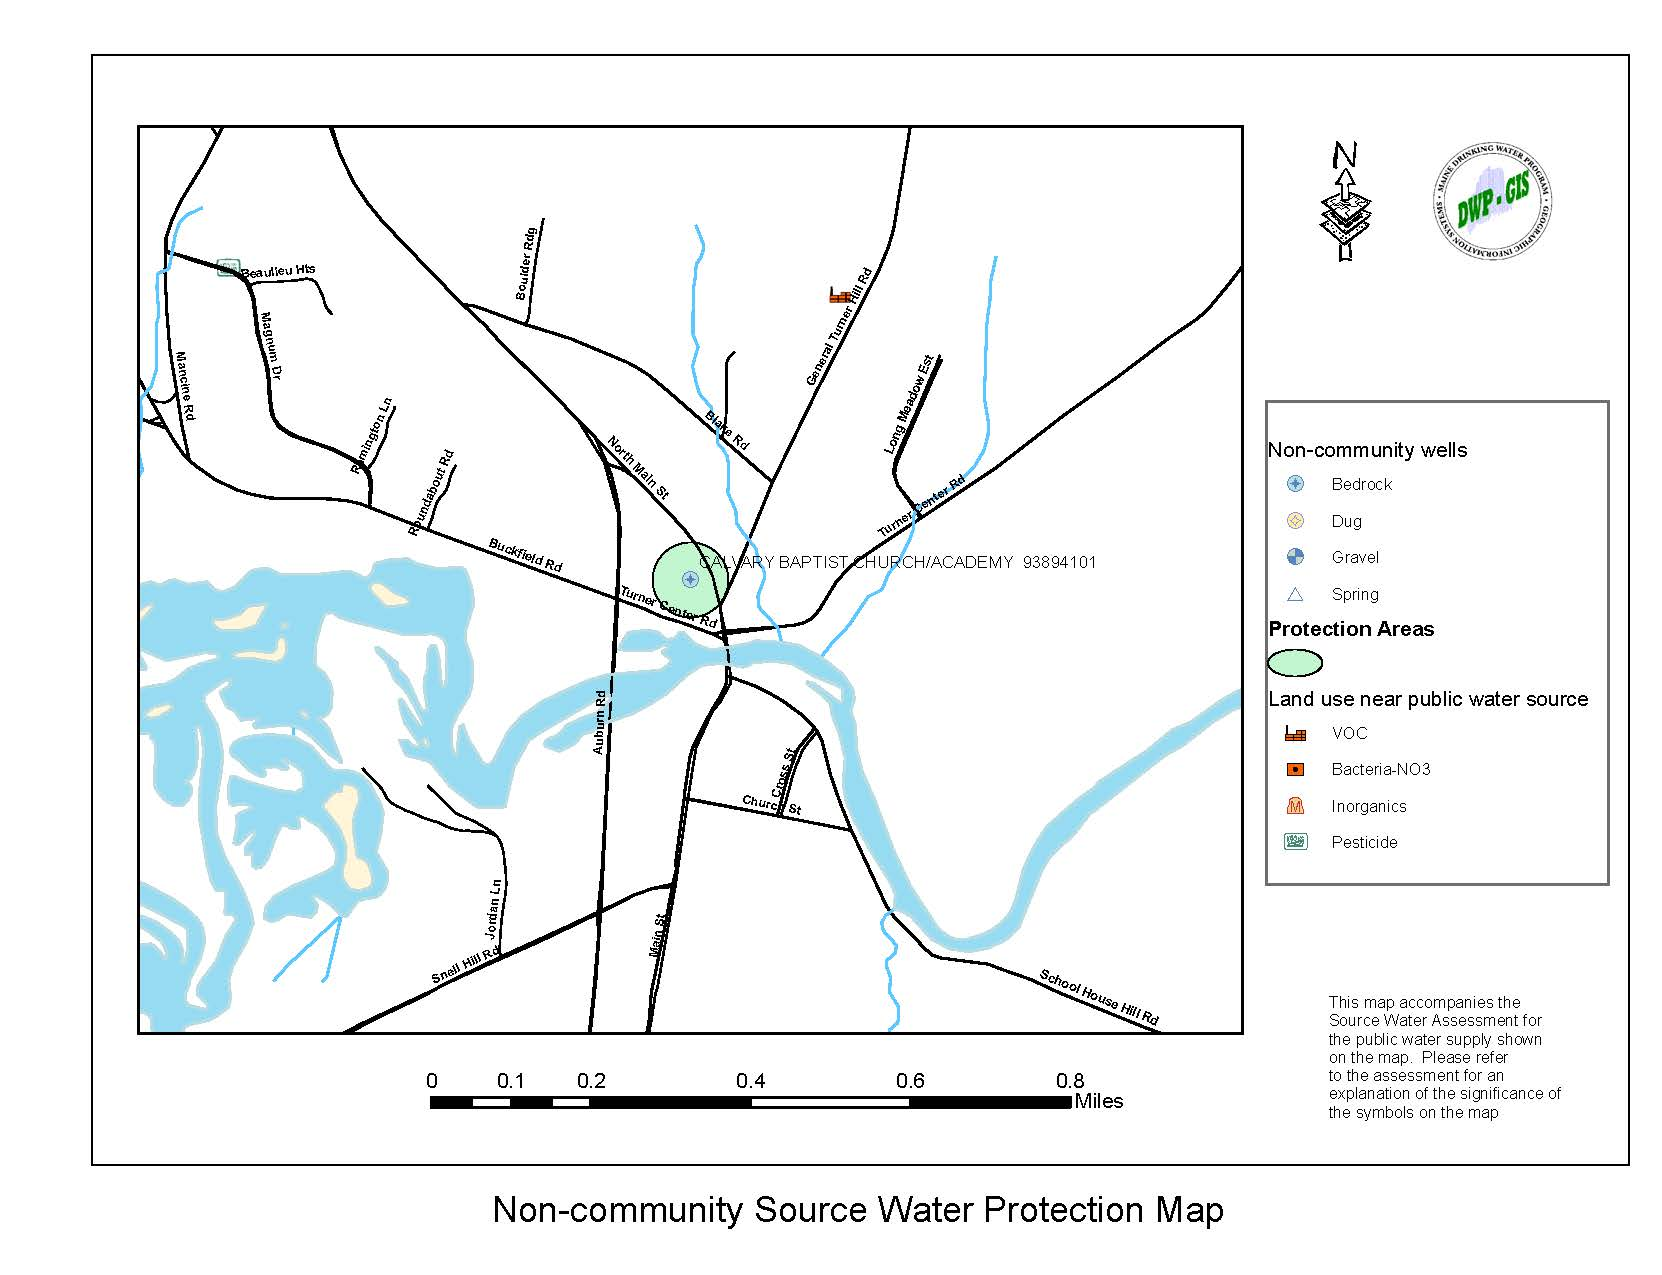 N
MAINE DRINKING WATER PROGRAM
GEOGRAPHIC INFORMATION SYSTEMS
DWP - GIS
Boulder Rdg
Beaulieu Hts
Magnum Dr
Mancine Rd
General Turner Hill Rd
Long Meadow Est
Remington Ln
Blake Rd
North Main St
Roundabout Rd
Turner Center Rd
Buckfield Rd
CALVARY BAPTIST CHURCH/ACADEMY 93894101
Turner Center Rd
Auburn Rd
Cross St
Church St
Jordan Ln
Main St
Snell Hill Rd
School House Hill Rd
Non-community wells
Bedrock
Dug
Gravel
Spring
Protection Areas
Land use near public water source
VOC
Bacteria-NO3
Inorganics
Pesticide
This map accompanies the
Source Water Assessment for
the public water supply shown
on the map. Please refer
to the assessment for an
explanation of the significance of
the symbols on the map
0 0.1 0.2 0.4 0.6 0.8
Miles
Non-community Source Water Protection Map